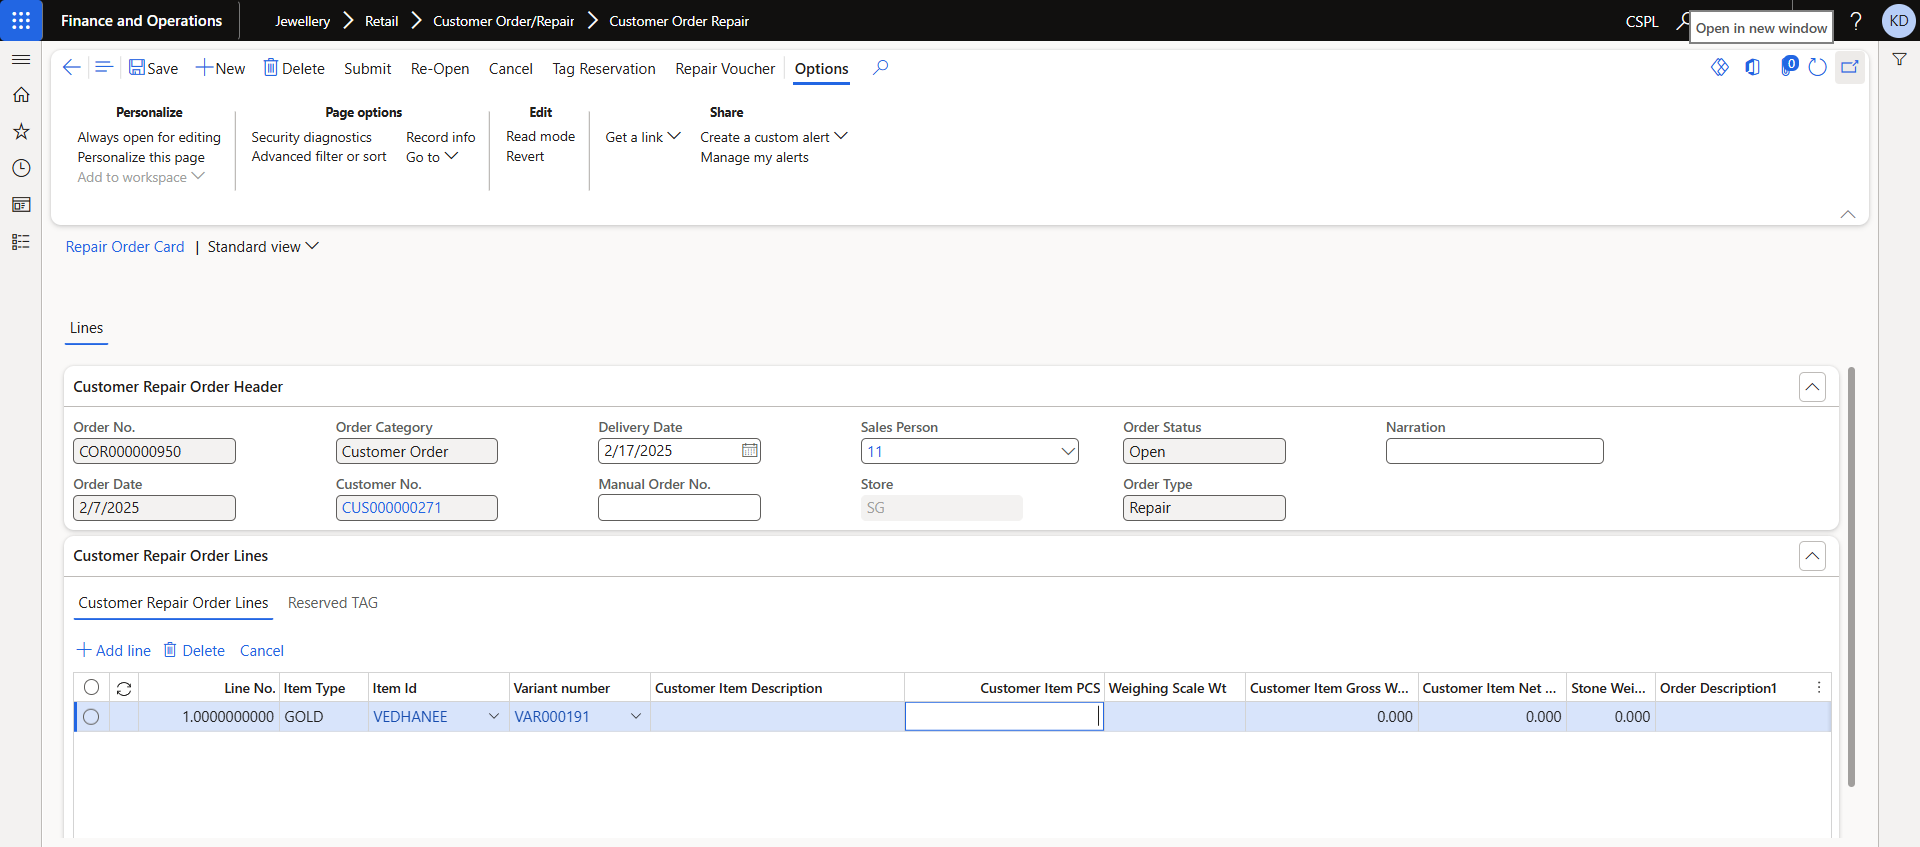 Finance and Operations Jewellery Retail Customer Order/Repair Customer Order Repair CSPL ? KD
Open in new window
Save New Delete Submit Re-Open Cancel Tag Reservation Repair Voucher Options 0
Personalize Page options Edit Share
Always open for editing Security diagnostics Record info Read mode Get a link Create a custom alert
Personalize this page Advanced filter or sort Go to Revert Manage my alerts
Add to workspace
Repair Order Card | Standard view
Lines
Customer Repair Order Header
Order No. Order Category Delivery Date Sales Person Order Status Narration
COR000000950 Customer Order 2/17/2025 11 Open
Order Date Customer No. Manual Order No. Store Order Type
2/7/2025 CUS000000271 SG Repair
Customer Repair Order Lines
Customer Repair Order Lines Reserved TAG
Add line Delete Cancel
Line No. Item Type Item Id Variant number Customer Item Description Customer Item PCS Weighing Scale Wt Customer Item Gross W... Customer Item Net ... Stone Wei... Order Description1
1.0000000000 GOLD VEDHANEE VAR000191 0.000 0.000 0.000